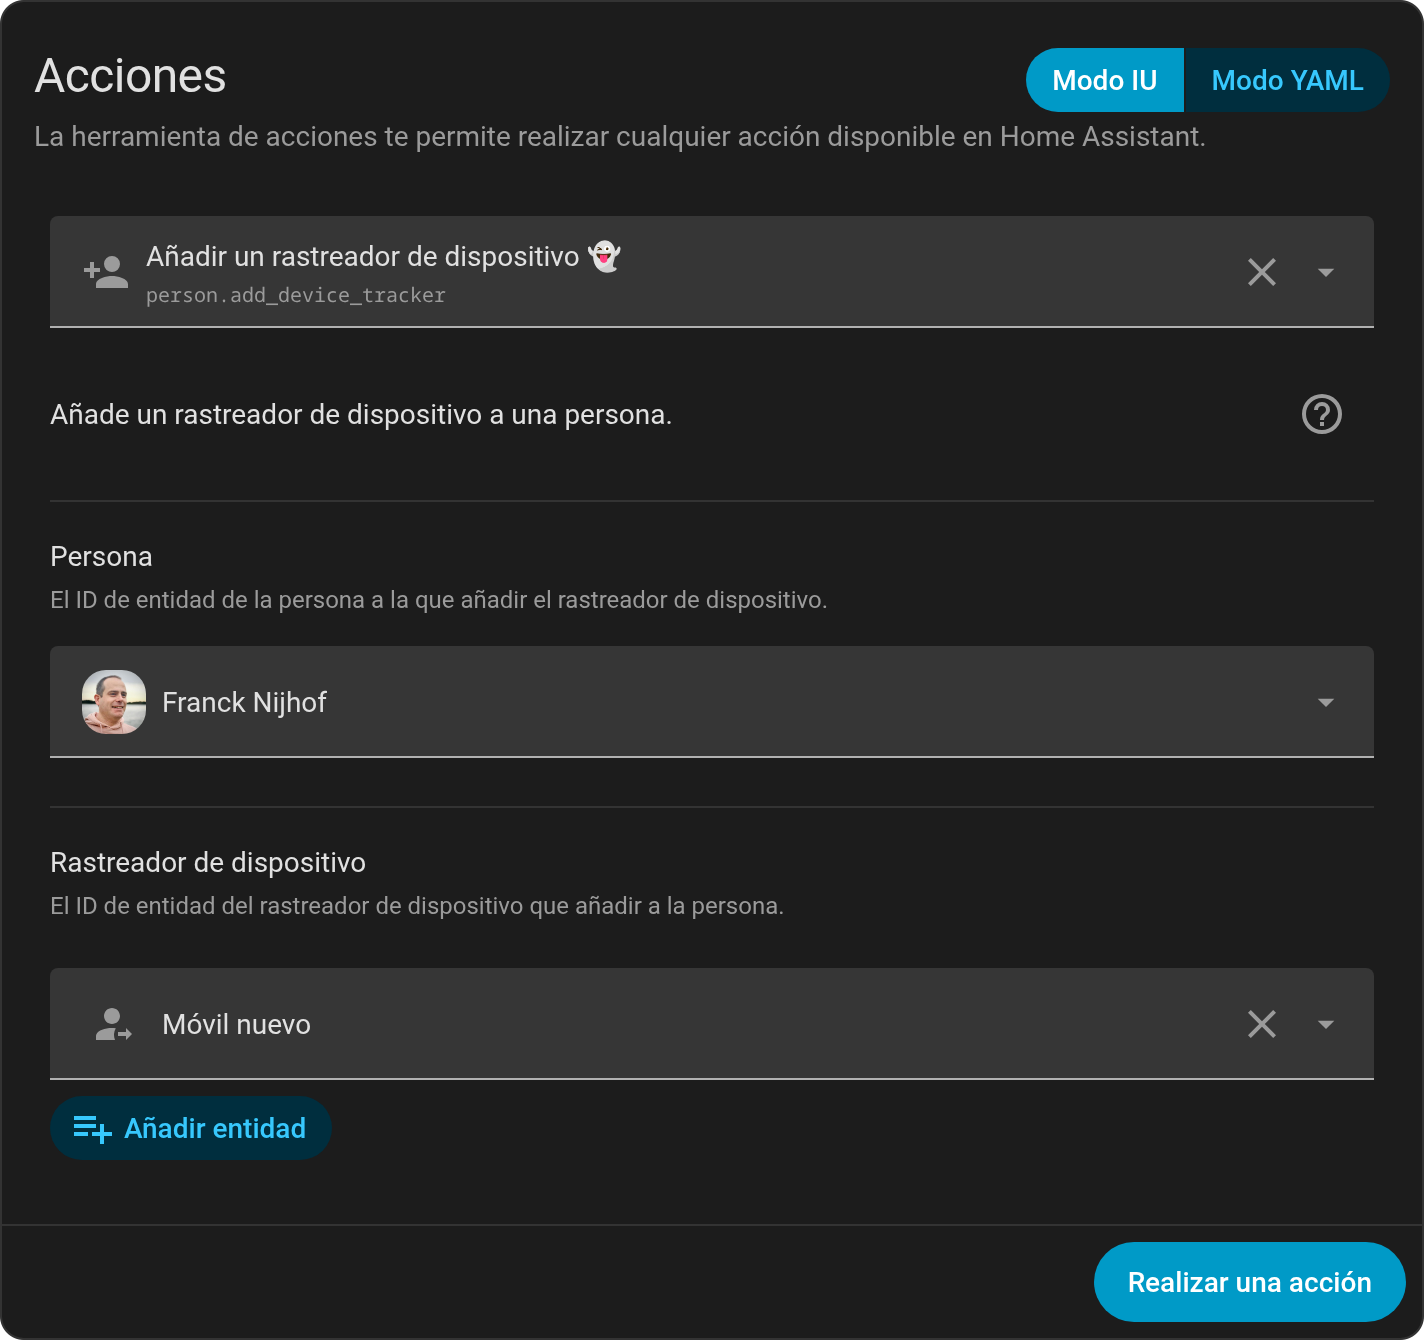 Acciones
Modo IU
Modo YAML
La herramienta de acciones te permite realizar cualquier acción disponible en Home Assistant.
Añadir un rastreador de dispositivo 👻
person.add_device_tracker
Añade un rastreador de dispositivo a una persona.
Persona
El ID de entidad de la persona a la que añadir el rastreador de dispositivo.
Franck Nijhof
Rastreador de dispositivo
El ID de entidad del rastreador de dispositivo que añadir a la persona.
Móvil nuevo
Añadir entidad
Realizar una acción